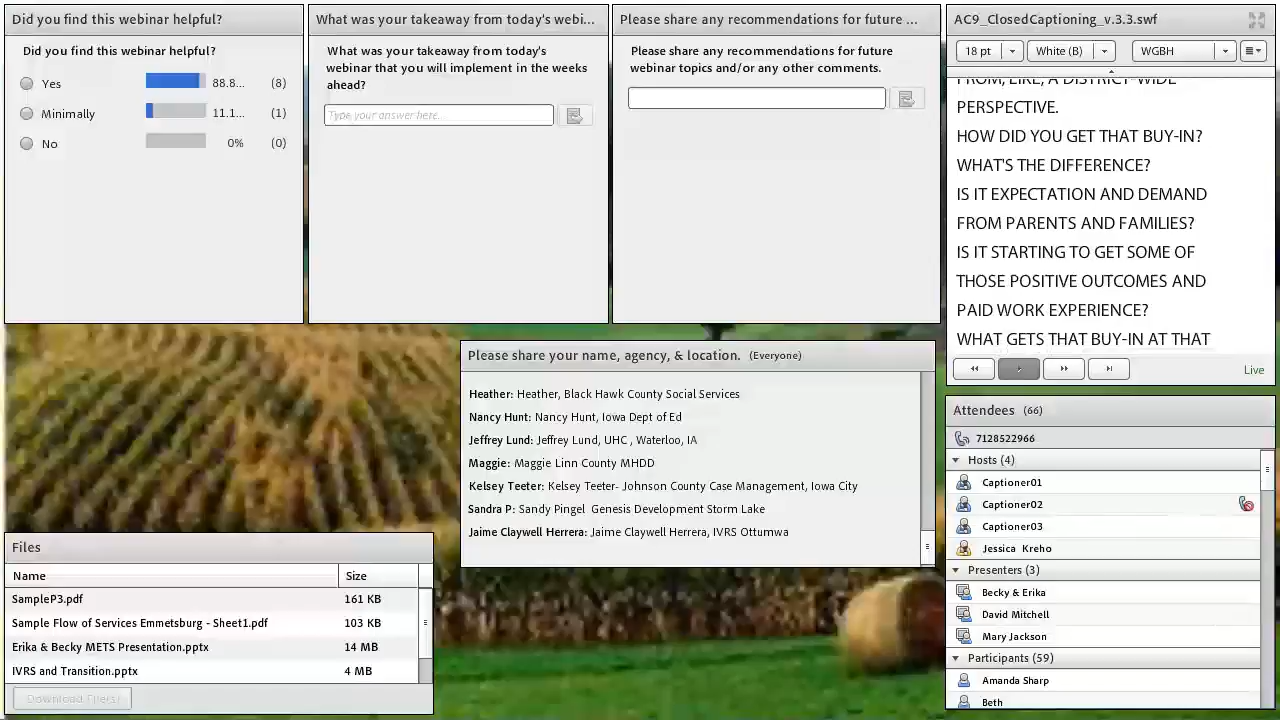 Did you find this webinar helpful?
Did you find this webinar helpful?
Yes 88.8... (8)
Minimally 11.1... (1)
No 0% (0)
What was your takeaway from today's webi...
What was your takeaway from today's
webinar that you will implement in the weeks
ahead?
Type your answer here...
Please share any recommendations for future ...
Please share any recommendations for future
webinar topics and/or any other comments.
AC9_ClosedCaptioning_v.3.3.swf
18 pt White (B) WGBH
FROM, LIKE, A DISTRICT-WIDE
PERSPECTIVE.
HOW DID YOU GET THAT BUY-IN?
WHAT'S THE DIFFERENCE?
IS IT EXPECTATION AND DEMAND
FROM PARENTS AND FAMILIES?
IS IT STARTING TO GET SOME OF
THOSE POSITIVE OUTCOMES AND
PAID WORK EXPERIENCE?
WHAT GETS THAT BUY-IN AT THAT
Live
Please share your name, agency, & location. (Everyone)
Heather: Heather, Black Hawk County Social Services
Nancy Hunt: Nancy Hunt, Iowa Dept of Ed
Jeffrey Lund: Jeffrey Lund, UHC , Waterloo, IA
Maggie: Maggie Linn County MHDD
Kelsey Teeter: Kelsey Teeter- Johnson County Case Management, Iowa City
Sandra P: Sandy Pingel Genesis Development Storm Lake
Jaime Claywell Herrera: Jaime Claywell Herrera, IVRS Ottumwa
Attendees (66)
7128522966
Hosts (4)
Captioner01
Captioner02
Captioner03
Jessica Kreho
Presenters (3)
Becky & Erika
David Mitchell
Mary Jackson
Participants (59)
Amanda Sharp
Beth
Files
Name Size
SampleP3.pdf 161 KB
Sample Flow of Services Emmetsburg - Sheet1.pdf 103 KB
Erika & Becky METS Presentation.pptx 14 MB
IVRS and Transition.pptx 4 MB
Download File(s)